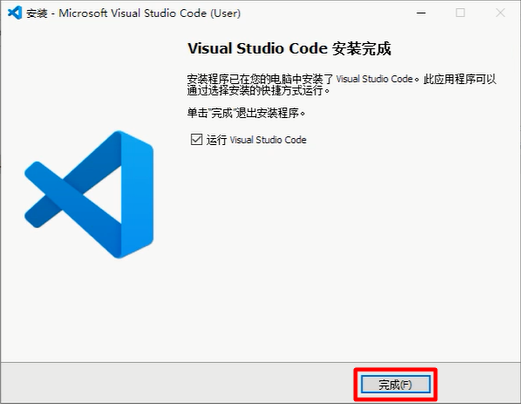 安装 - Microsoft Visual Studio Code (User)
Visual Studio Code 安装完成
安装程序已在您的电脑中安装了 Visual Studio Code。此应用程序可以
通过选择安装的快捷方式运行。
单击“完成”退出安装程序。
运行 Visual Studio Code
完成(F)